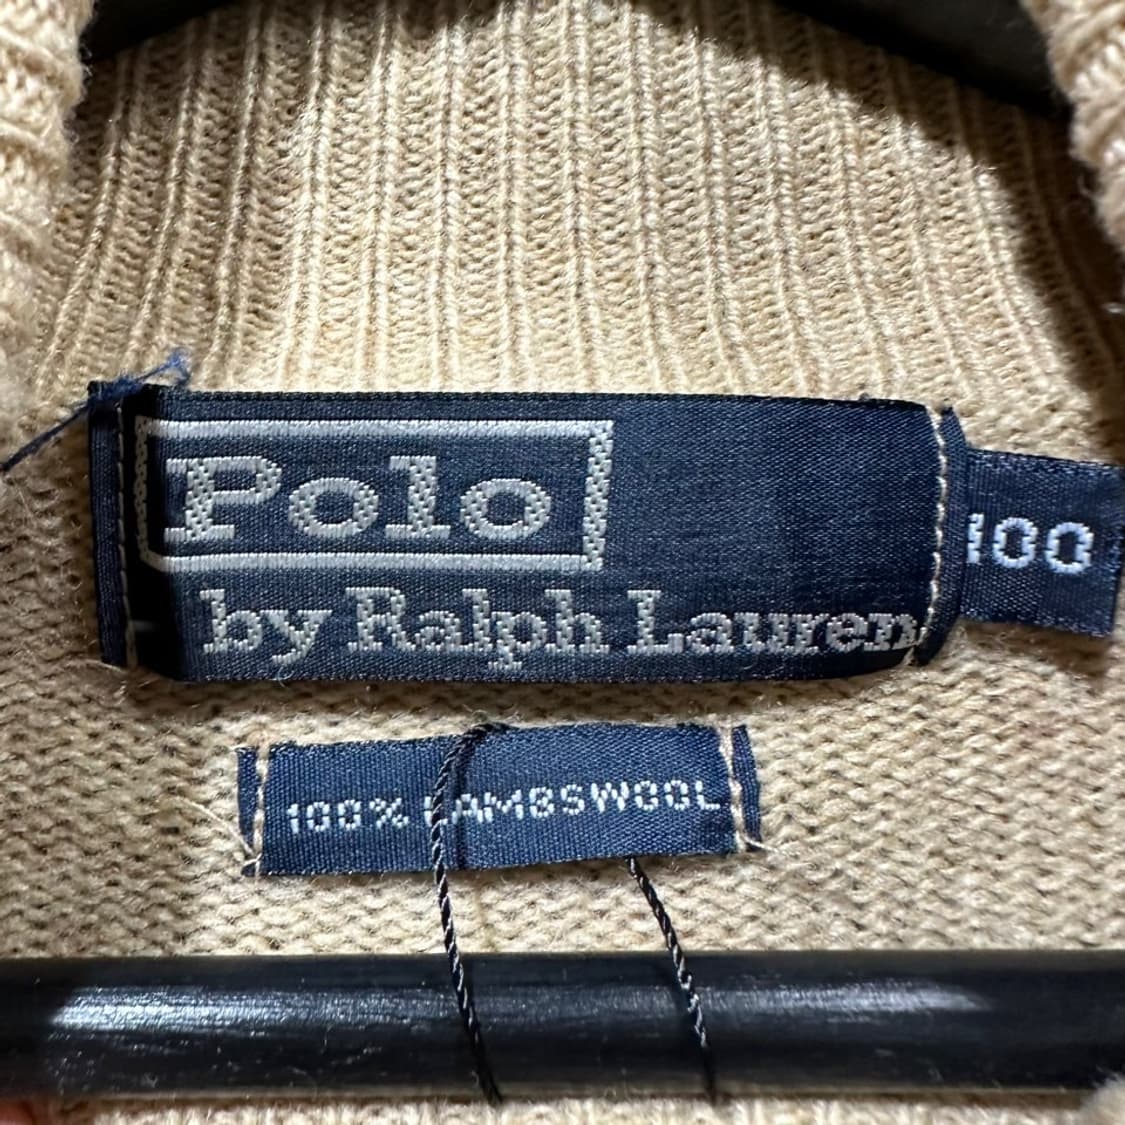 Polo
by Ralph Lauren
100
100% LAMBSWOOL